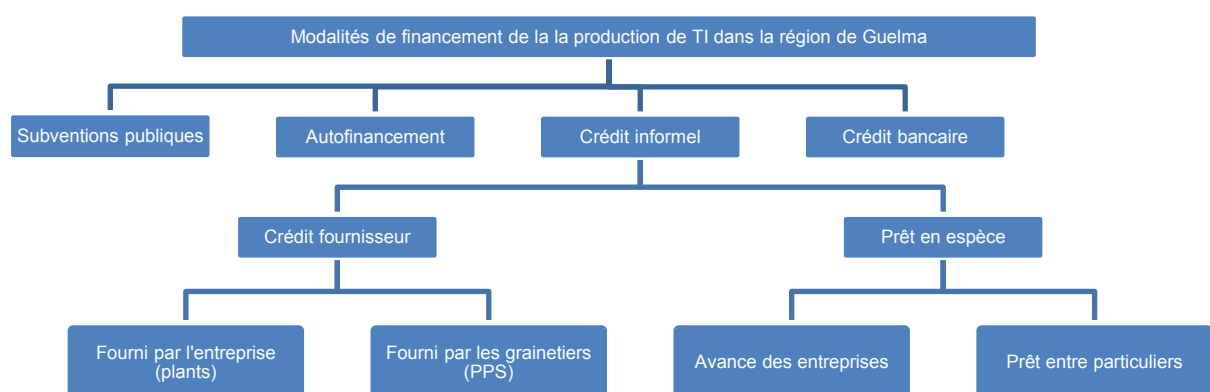 Modalités de financement de la la production de TI dans la région de Guelma
Subventions publiques
Autofinancement
Crédit informel
Crédit bancaire
Crédit fournisseur
Prêt en espèce
Fourni par l'entreprise
(plants)
Fourni par les grainetiers
(PPS)
Avance des entreprises
Prêt entre particuliers